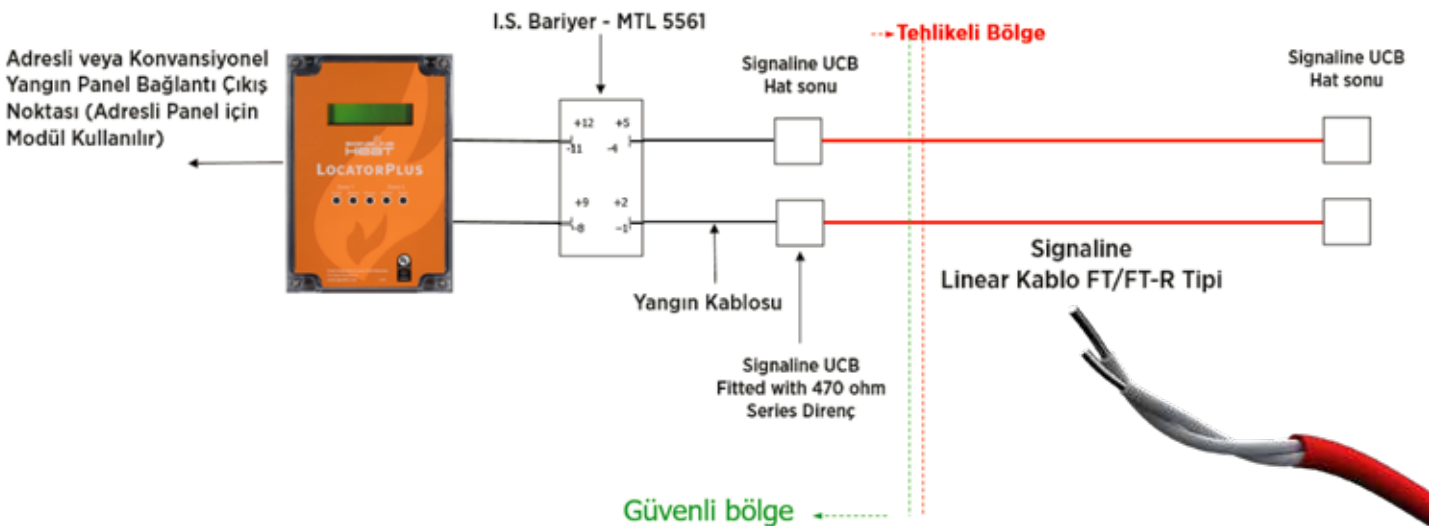 I.S. Bariyer - MTL 5561
Adresli veya Konvansiyonel
Yangın Panel Bağlantı Çıkış
Noktası (Adresli Panel için
Modül Kullanılır)
Tehlikeli Bölge
Signaline UCB
Hat sonu
Signaline UCB
Hat sonu
HEAT
LOCATORPLUS
+12 +5
-11 -4
+9 +2
-8 -1
Yangın Kablosu
Signaline
Linear Kablo FT/FT-R Tipi
Signaline UCB
Fitted with 470 ohm
Series Direnç
Güvenli bölge